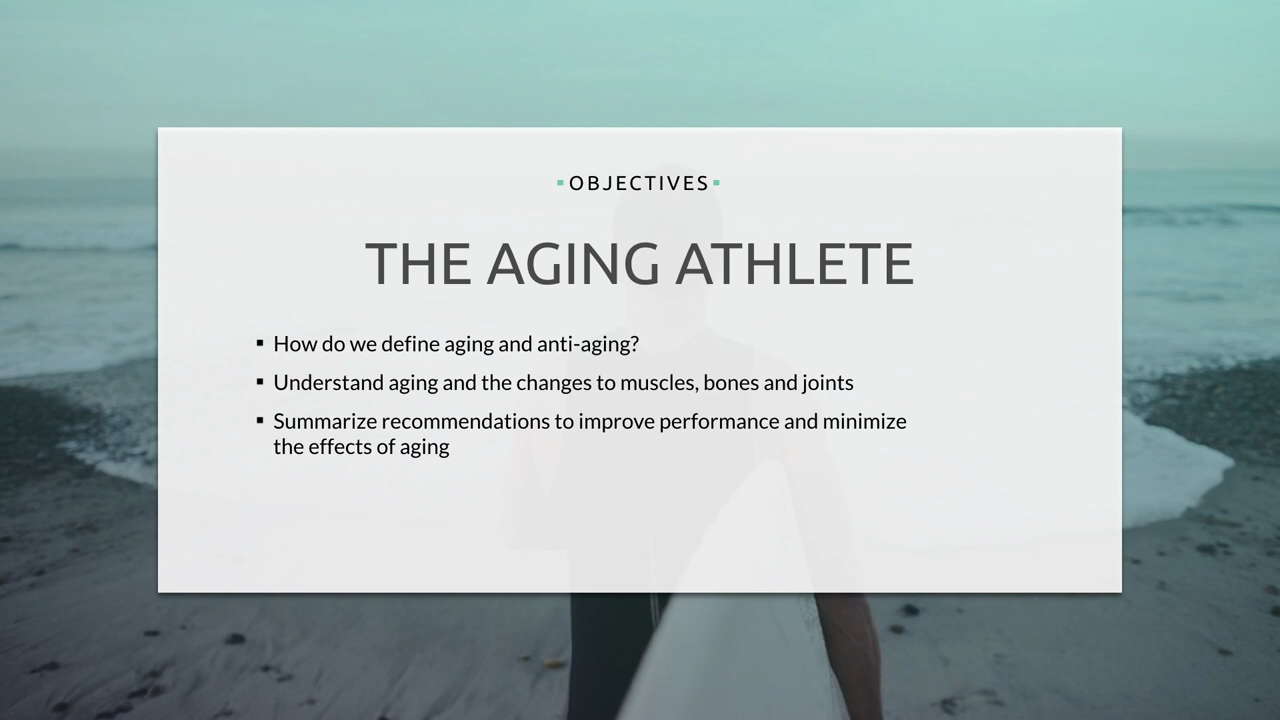 OBJECTIVES
THE AGING ATHLETE
▪ How do we define aging and anti-aging?
▪ Understand aging and the changes to muscles, bones and joints
▪ Summarize recommendations to improve performance and minimize
the effects of aging